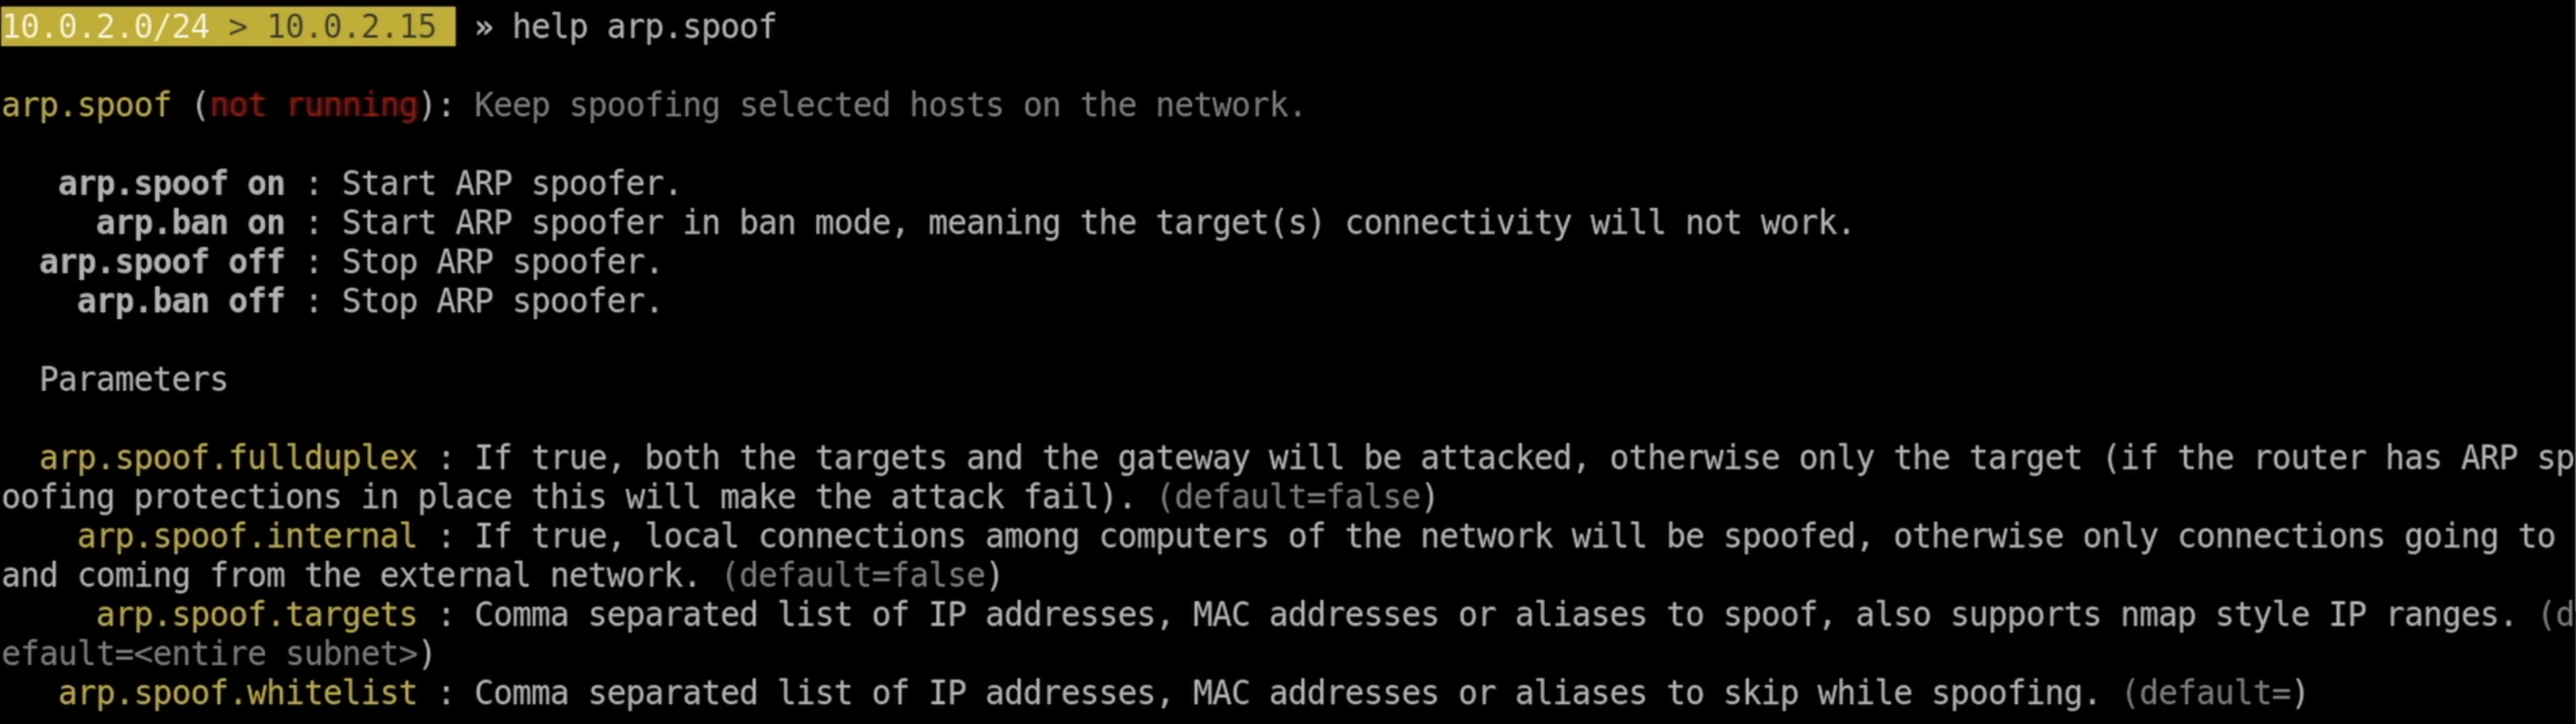 10.0.2.0/24 > 10.0.2.15 » help arp.spoof
arp.spoof (not running): Keep spoofing selected hosts on the network.
arp.spoof on : Start ARP spoofer.
arp.ban on : Start ARP spoofer in ban mode, meaning the target(s) connectivity will not work.
arp.spoof off : Stop ARP spoofer.
arp.ban off : Stop ARP spoofer.
Parameters
arp.spoof.fullduplex : If true, both the targets and the gateway will be attacked, otherwise only the target (if the router has ARP sp
oofing protections in place this will make the attack fail). (default=false)
arp.spoof.internal : If true, local connections among computers of the network will be spoofed, otherwise only connections going to
and coming from the external network. (default=false)
arp.spoof.targets : Comma separated list of IP addresses, MAC addresses or aliases to spoof, also supports nmap style IP ranges. (d
efault=<entire subnet>)
arp.spoof.whitelist : Comma separated list of IP addresses, MAC addresses or aliases to skip while spoofing. (default=)